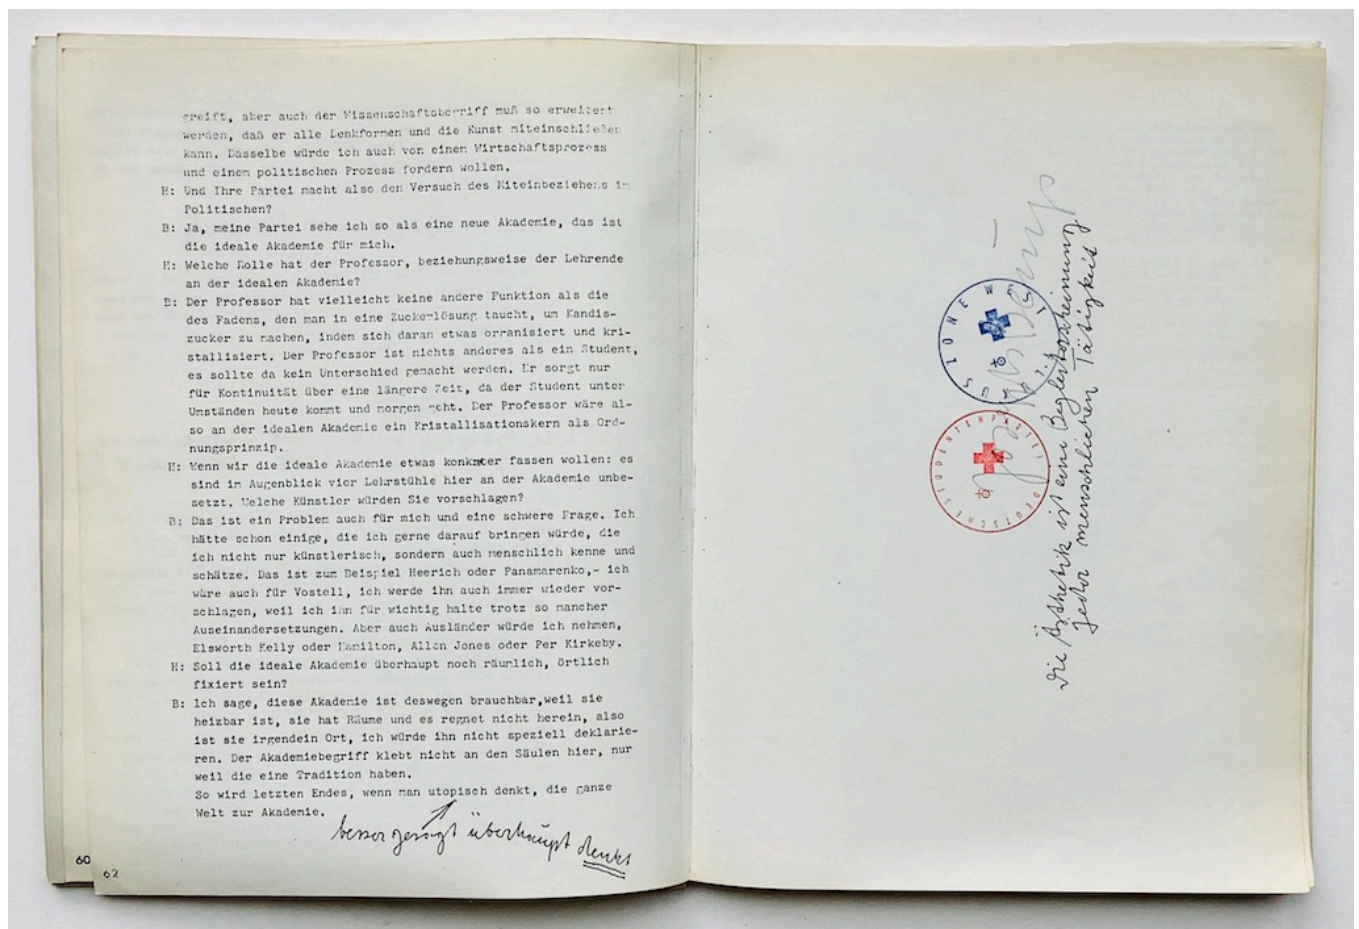 greift, aber auch der Wissenschaftsbegriff muß so erweitert
werden, daß er alle Denkformen und die Kunst miteinschließen
kann. Dasselbe würde ich auch von einem Wirtschaftsprozess
und einem politischen Prozess fordern wollen.
H: Und Ihre Partei macht also den Versuch des Miteinbeziehens im
Politischen?
B: Ja, meine Partei sehe ich so als eine neue Akademie, das ist
die ideale Akademie für mich.
H: Welche Rolle hat der Professor, beziehungsweise der Lehrende
an der idealen Akademie?
B: Der Professor hat vielleicht keine andere Funktion als die
des Fadens, den man in eine Zuckerlösung taucht, um Kandis-
zucker zu machen, indem sich daran etwas organisiert und kri-
stallisiert. Der Professor ist nichts anderes als ein Student,
es sollte da kein Unterschied gemacht werden. Er sorgt nur
für Kontinuität über eine längere Zeit, da der Student unter
Umständen heute kommt und morgen geht. Der Professor wäre al-
so an der idealen Akademie ein Kristallisationskern als Ord-
nungsprinzip.
H: Wenn wir die ideale Akademie etwas konkreter fassen wollen: es
sind im Augenblick vier Lehrstühle hier an der Akademie unbe-
setzt. Welche Künstler würden Sie vorschlagen?
B: Das ist ein Problem auch für mich und eine schwere Frage. Ich
hätte schon einige, die ich gerne darauf bringen würde, die
ich nicht nur künstlerisch, sondern auch menschlich kenne und
schätze. Das ist zum Beispiel Heerich oder Panamarenko,- ich
wäre auch für Vostell, ich werde ihn auch immer wieder vor-
schlagen, weil ich ihn für wichtig halte trotz so mancher
Auseinandersetzungen. Aber auch Ausländer würde ich nehmen,
Elsworth Kelly oder Hamilton, Allen Jones oder Per Kirkeby.
H: Soll die ideale Akademie überhaupt noch räumlich, örtlich
fixiert sein?
B: Ich sage, diese Akademie ist deswegen brauchbar,weil sie
heizbar ist, sie hat Räume und es regnet nicht herein, also
ist sie irgendein Ort, ich würde ihn nicht speziell deklarie-
ren. Der Akademiebegriff klebt nicht an den Säulen hier, nur
weil die eine Tradition haben.
So wird letzten Endes, wenn man utopisch denkt, die ganze
Welt zur Akademie.
besser gesagt überhaupt denkt
60
62
DEUTSCHE STUDENTENPARTEI
Joseph Beuys
die Ästhetik ist eine Begleiterscheinung
jeder menschlichen Tätigkeit